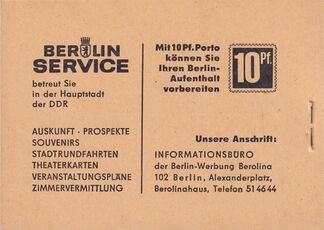 BERLIN
SERVICE
betreut Sie
in der Hauptstadt
der DDR
AUSKUNFT · PROSPEKTE
SOUVENIRS
STADTRUNDFAHRTEN
THEATERKARTEN
VERANSTALTUNGSPLÄNE
ZIMMERVERMITTLUNG
Mit 10 Pf. Porto
können Sie
Ihren Berlin-
Aufenthalt
vorbereiten
10 Pf.
Unsere Anschrift:
INFORMATIONSBÜRO
der Berlin-Werbung Berolina
102 Berlin, Alexanderplatz,
Berolinahaus, Telefon 51 46 44